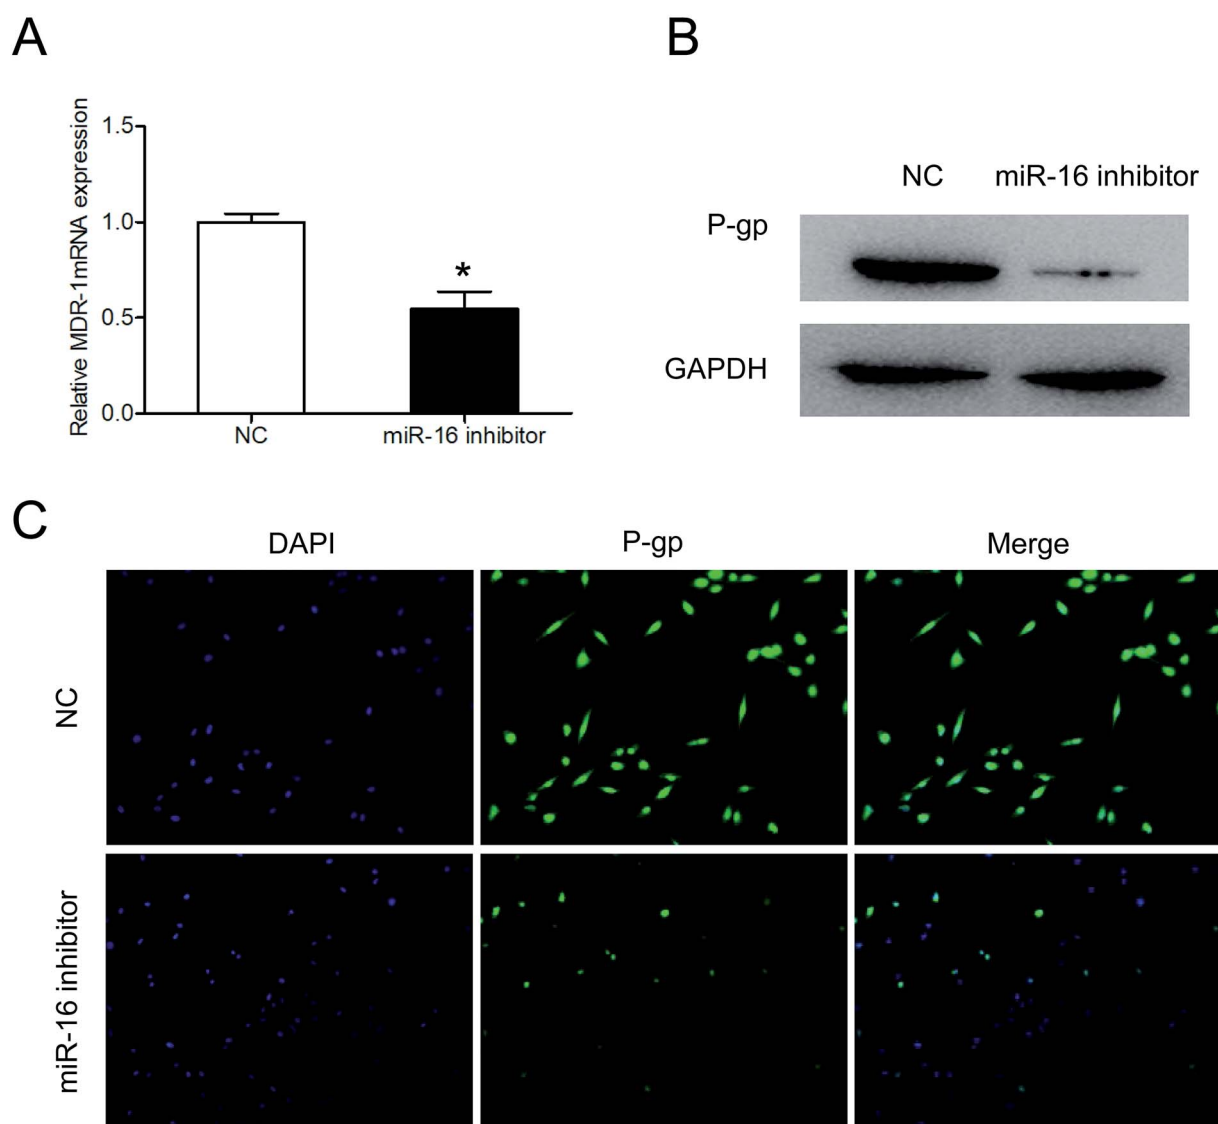 A
Relative MDR-1mRNA expression
1.5
1.0
0.5
0.0
*
NC
miR-16 inhibitor
B
NC
miR-16 inhibitor
P-gp
GAPDH
C
DAPI
P-gp
Merge
NC
miR-16 inhibitor